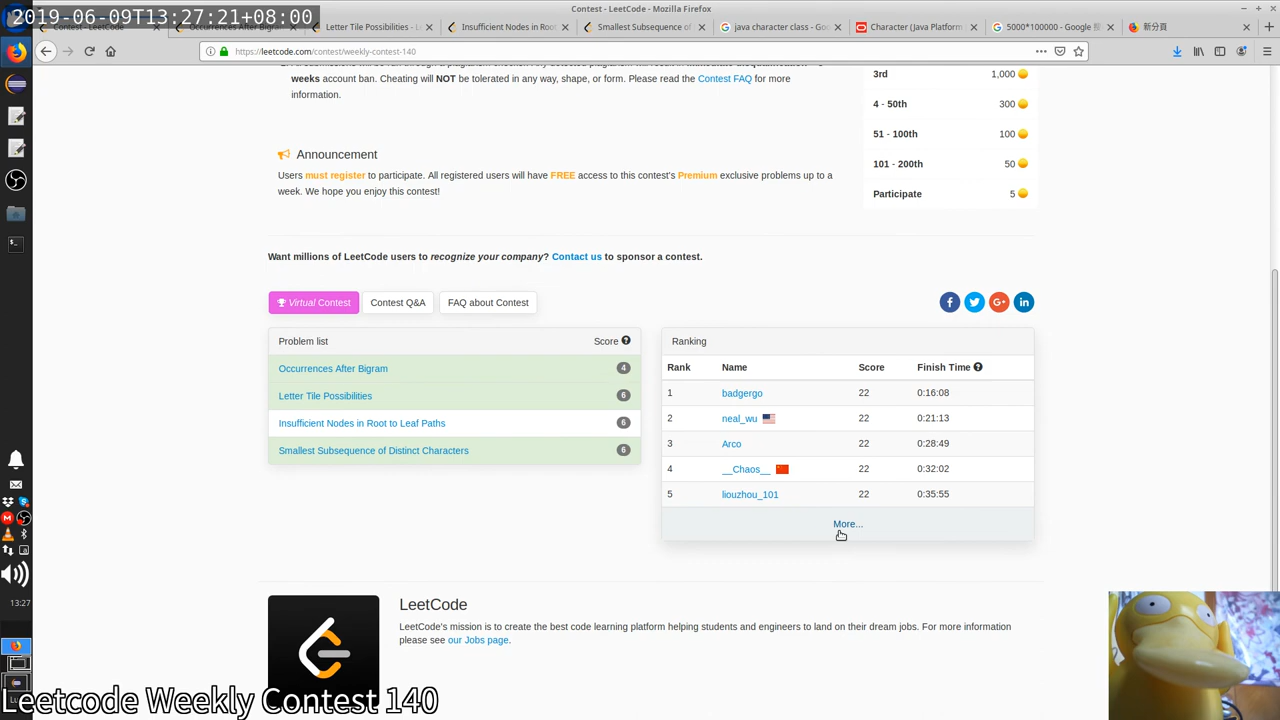 Contest - LeetCode - Mozilla Firefox
2019-06-09T13:27:21+08:00
Contest - LeetCode
Occurrences After Bigra
Letter Tile Possibilities - L
Insufficient Nodes in Root
Smallest Subsequence of
java character class - Goo
Character (Java Platform
5000*100000 - Google 搜
新分頁
https://leetcode.com/contest/weekly-contest-140
weeks account ban. Cheating will NOT be tolerated in any way, shape, or form. Please read the Contest FAQ for more
information.
3rd 1,000
4 - 50th 300
51 - 100th 100
101 - 200th 50
Participate 5
Announcement
Users must register to participate. All registered users will have FREE access to this contest's Premium exclusive problems up to a
week. We hope you enjoy this contest!
Want millions of LeetCode users to recognize your company? Contact us to sponsor a contest.
Virtual Contest
Contest Q&A
FAQ about Contest
Problem list Score
Occurrences After Bigram 4
Letter Tile Possibilities 6
Insufficient Nodes in Root to Leaf Paths 6
Smallest Subsequence of Distinct Characters 6
Ranking
Rank Name Score Finish Time
1 badgergo 22 0:16:08
2 neal_wu 22 0:21:13
3 Arco 22 0:28:49
4 __Chaos__ 22 0:32:02
5 liouzhou_101 22 0:35:55
More...
LeetCode
LeetCode's mission is to create the best code learning platform helping students and engineers to land on their dream jobs. For more information
please see our Jobs page.
13:27
Leetcode Weekly Contest 140